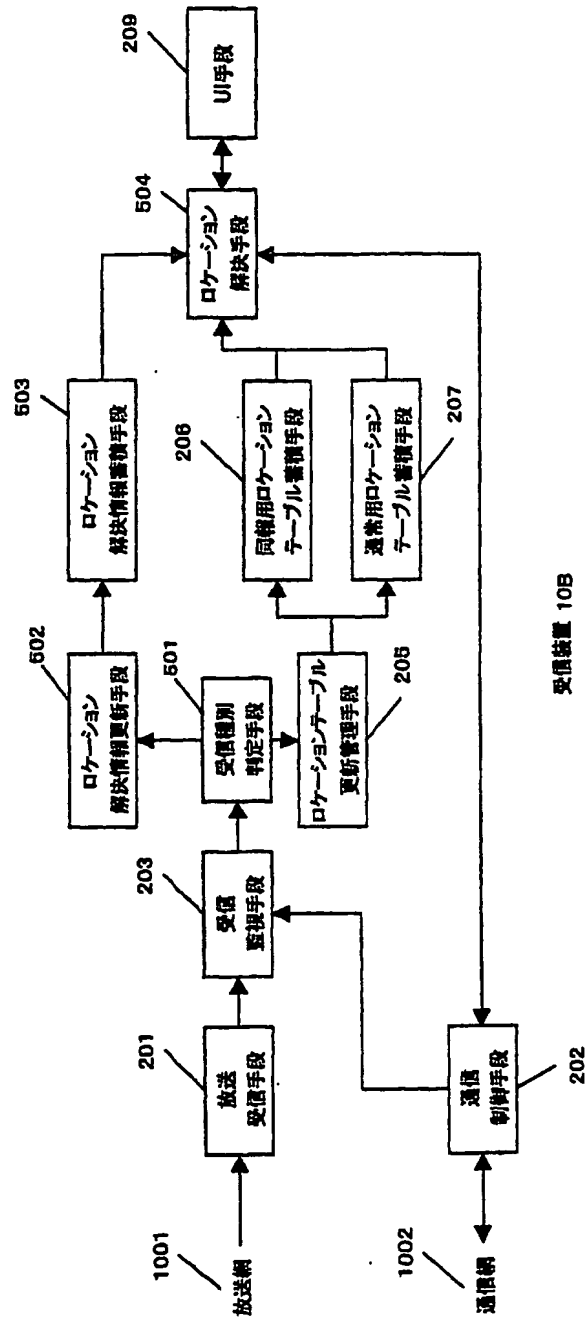 1001
放送網
201
放送
受信手段
203
受信
監視手段
501
受信種別
判定手段
502
ロケーション
解決情報更新手段
503
ロケーション
解決情報蓄積手段
205
ロケーションテーブル
更新管理手段
206
同報用ロケーション
テーブル蓄積手段
207
通常用ロケーション
テーブル蓄積手段
504
ロケーション
解決手段
209
UI手段
1002
通信網
202
通信
制御手段
受信装置 10B